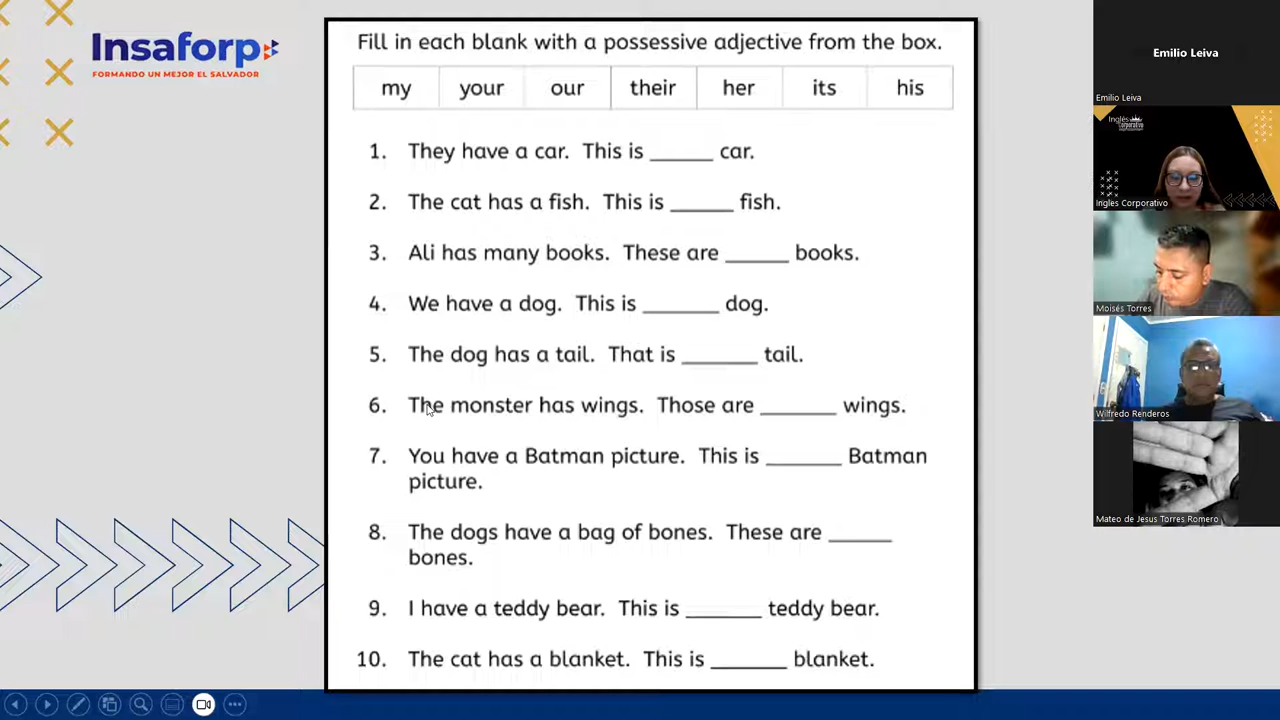 Insaforp
FORMANDO UN MEJOR EL SALVADOR
Fill in each blank with a possessive adjective from the box.
my your our their her its his
1. They have a car. This is ______ car.
2. The cat has a fish. This is ______ fish.
3. Ali has many books. These are ______ books.
4. We have a dog. This is _______ dog.
5. The dog has a tail. That is _______ tail.
6. The monster has wings. Those are _______ wings.
7. You have a Batman picture. This is _______ Batman
picture.
8. The dogs have a bag of bones. These are ______
bones.
9. I have a teddy bear. This is _______ teddy bear.
10. The cat has a blanket. This is _______ blanket.
Emilio Leiva
Emilio Leiva
Inglés
Corporativo
Ingles Corporativo
Moisés Torres
Wilfredo Renderos
Mateo de Jesus Torres Romero